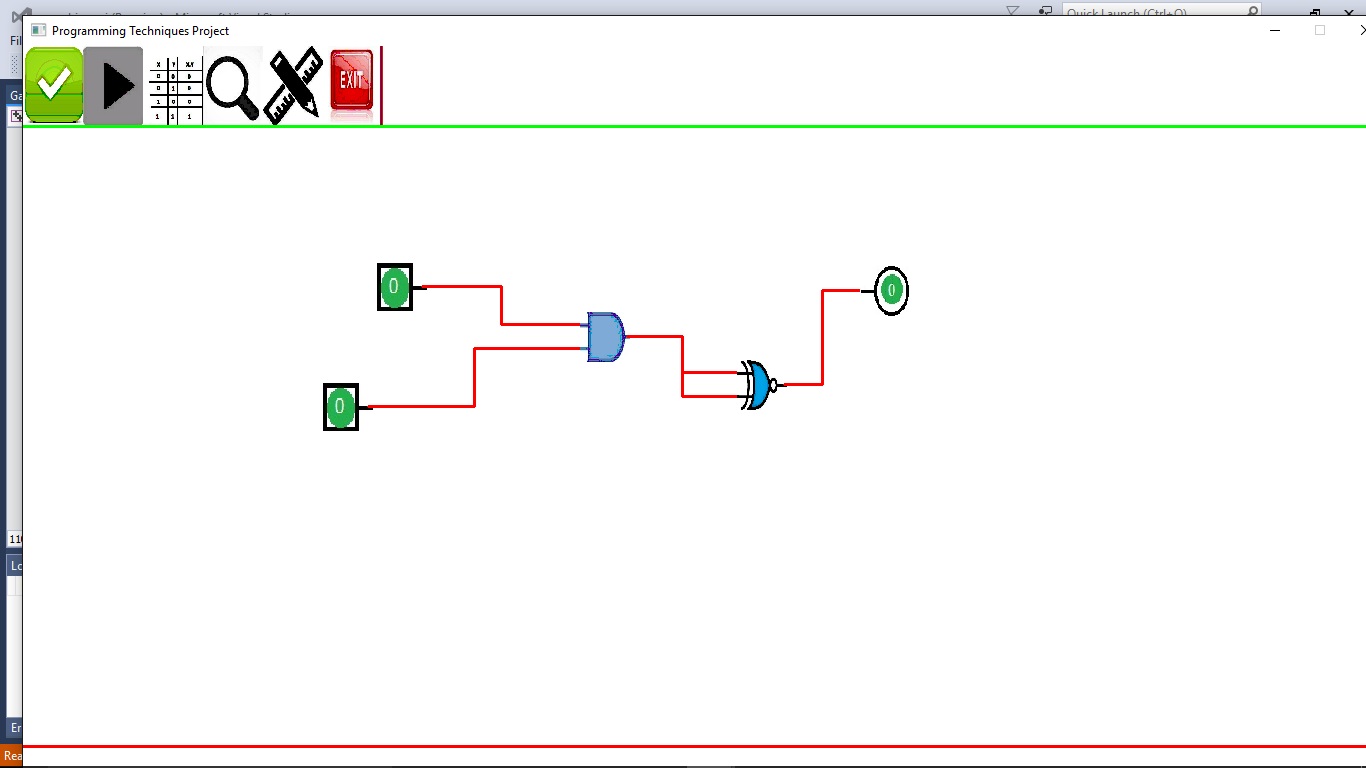 Quick Launch (Ctrl+Q)
Fil
Programming Techniques Project
X Y X.Y
0 0 0
0 1 0
1 0 0
1 1 1
EXIT
Ga
0
0
0
110
Lo
Er
Rea